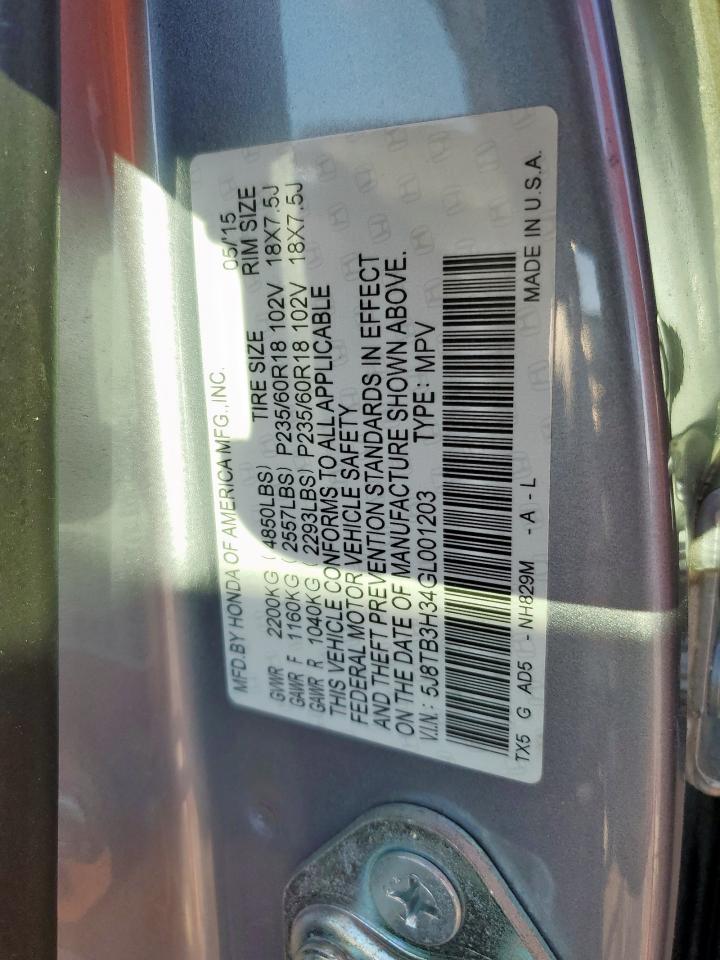 MFD.BY HONDA OF AMERICA MFG., INC. 05/15
TIRE SIZE RIM SIZE
GVWR 2200KG (4850LBS)
GAWR F 1160KG (2557LBS) P235/60R18 102V 18X7.5J
GAWR R 1040KG (2293LBS) P235/60R18 102V 18X7.5J
THIS VEHICLE CONFORMS TO ALL APPLICABLE
FEDERAL MOTOR VEHICLE SAFETY
AND THEFT PREVENTION STANDARDS IN EFFECT
ON THE DATE OF MANUFACTURE SHOWN ABOVE.
V.I.N.: 5J8TB3H34GL001203 TYPE: MPV
TX5 G AD5 -NH829M -A-L MADE IN U.S.A.